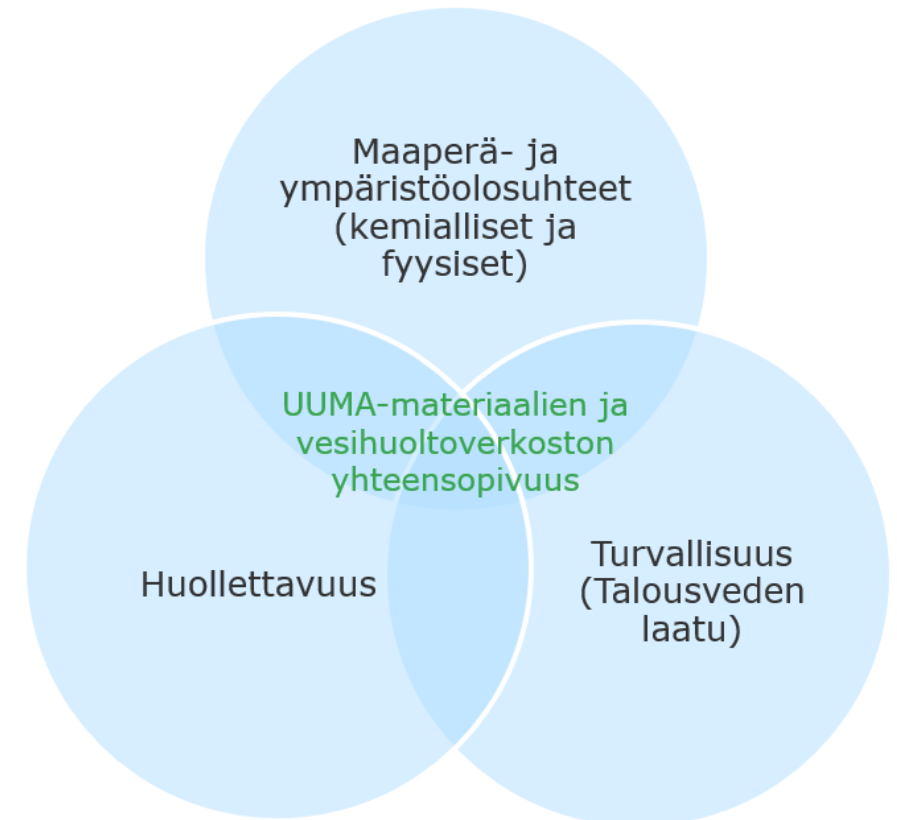 Maaperä- ja
ympäristöolosuhteet
(kemialliset ja
fyysiset)
UUMA-materiaalien ja
vesihuoltoverkoston
yhteensopivuus
Huollettavuus
Turvallisuus
(Talousveden
laatu)